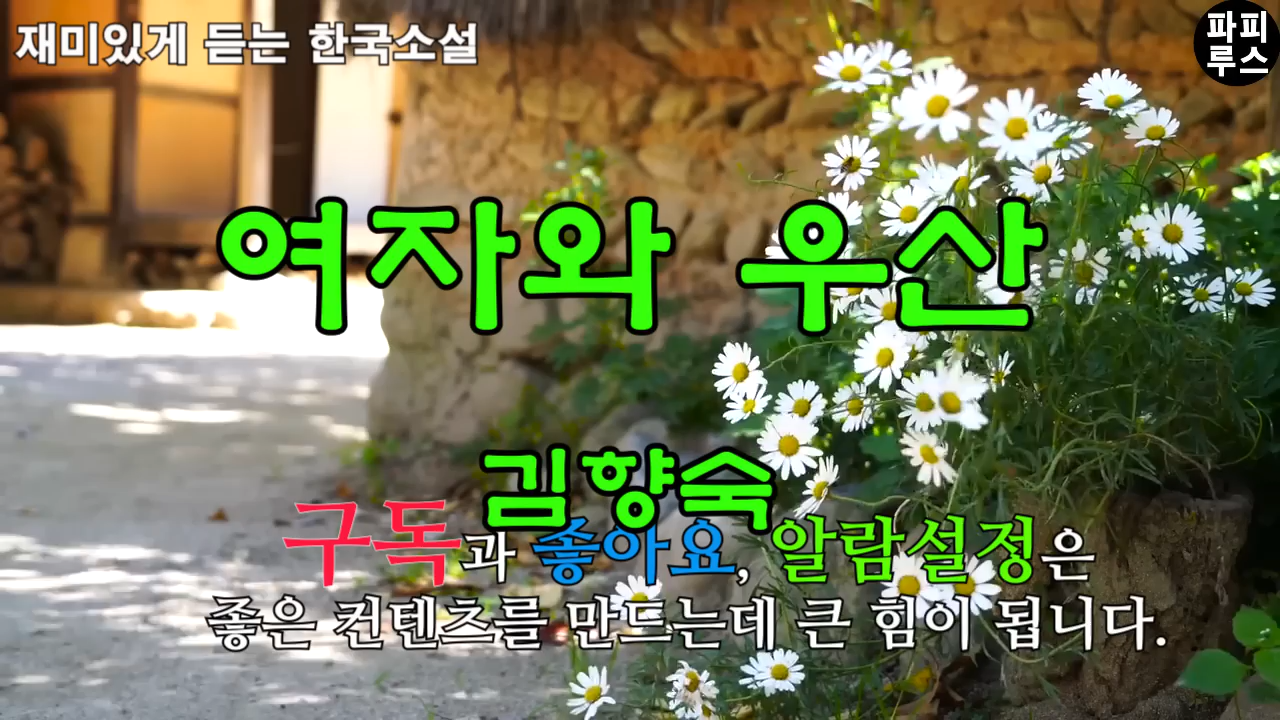 재미있게 듣는 한국소설
파피
루스
여자와 우산
김향숙
구독과 좋아요, 알람설정은
좋은 컨텐츠를 만드는데 큰 힘이 됩니다.